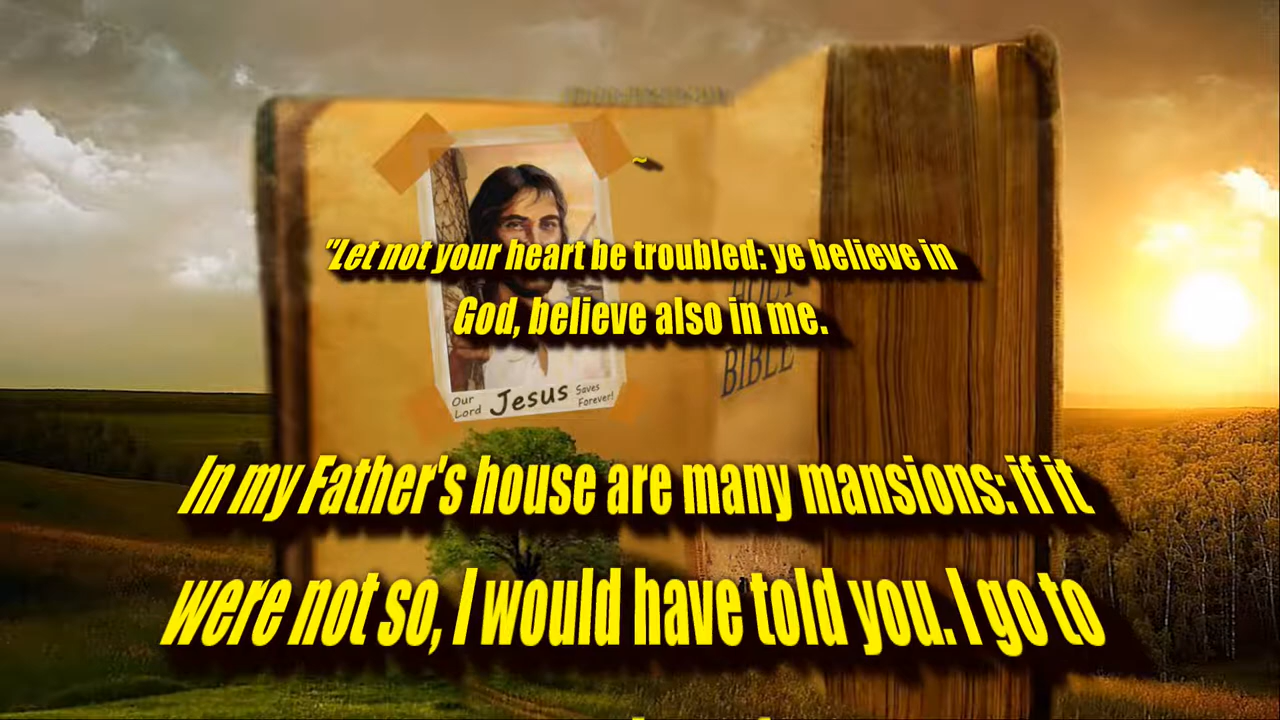 ~
"Let not your heart be troubled: ye believe in
God, believe also in me.
HOLY
BIBLE
Our Lord Jesus Saves Forever!
In my Father's house are many mansions: if it
were not so, I would have told you. I go to